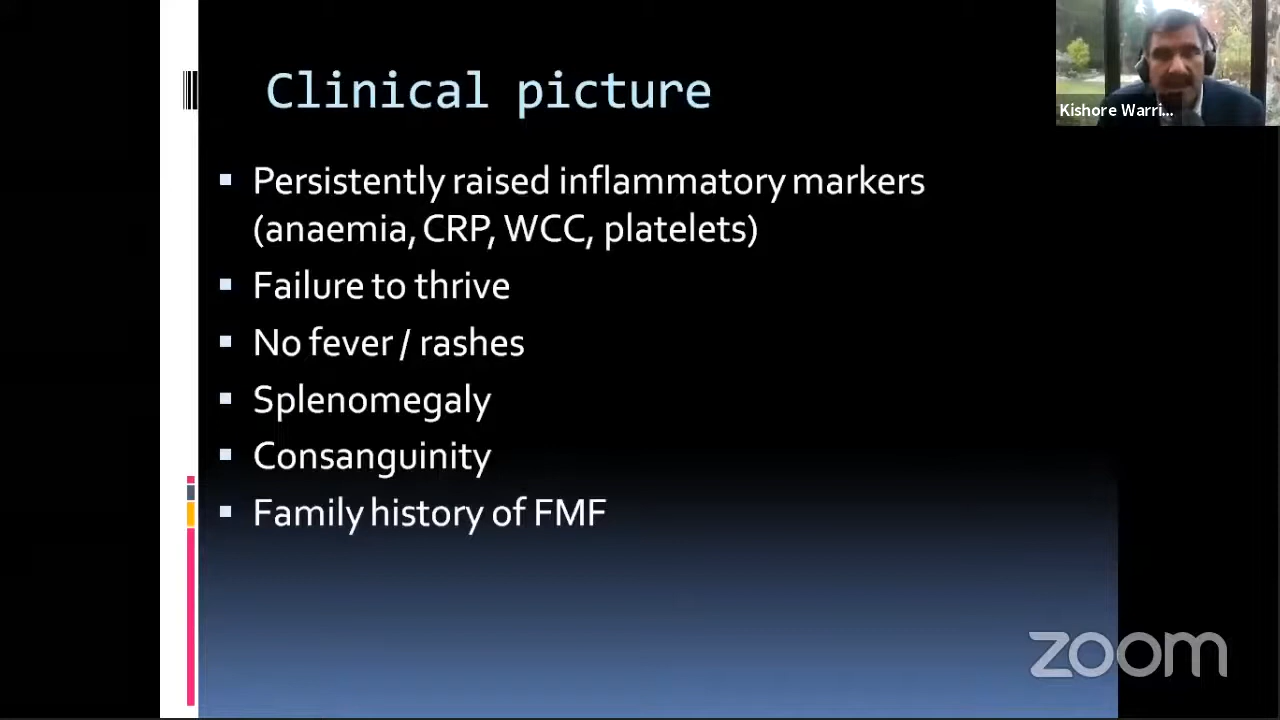 Clinical picture
Persistently raised inflammatory markers
(anaemia, CRP, WCC, platelets)
Failure to thrive
No fever / rashes
Splenomegaly
Consanguinity
Family history of FMF
Kishore Warri...
zoom